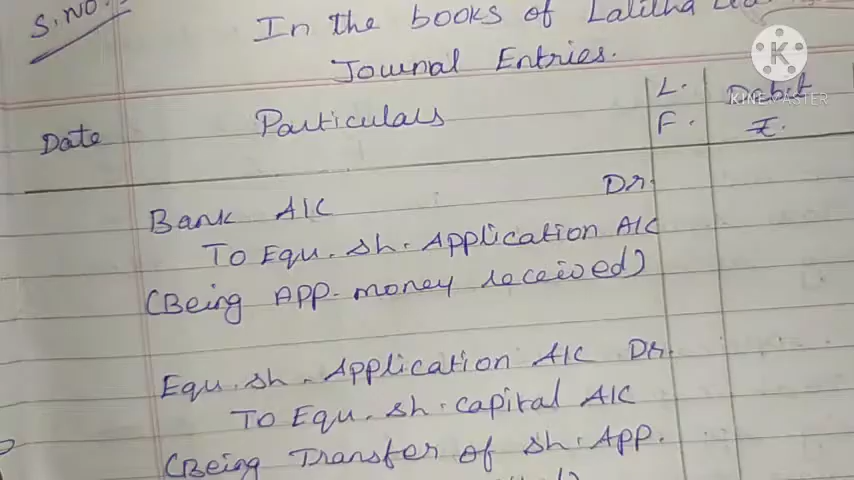 S.No.
In the books of Lalitha
Journal Entries.
KINEMASTER
Date Particulars L. F. Debit ₹.
Bank A/C Dr.
To Equ. sh. Application A/C
(Being App. money received)
Equ. sh. Application A/C Dr.
To Equ. sh. capital A/C
(Being Transfer of sh. App.